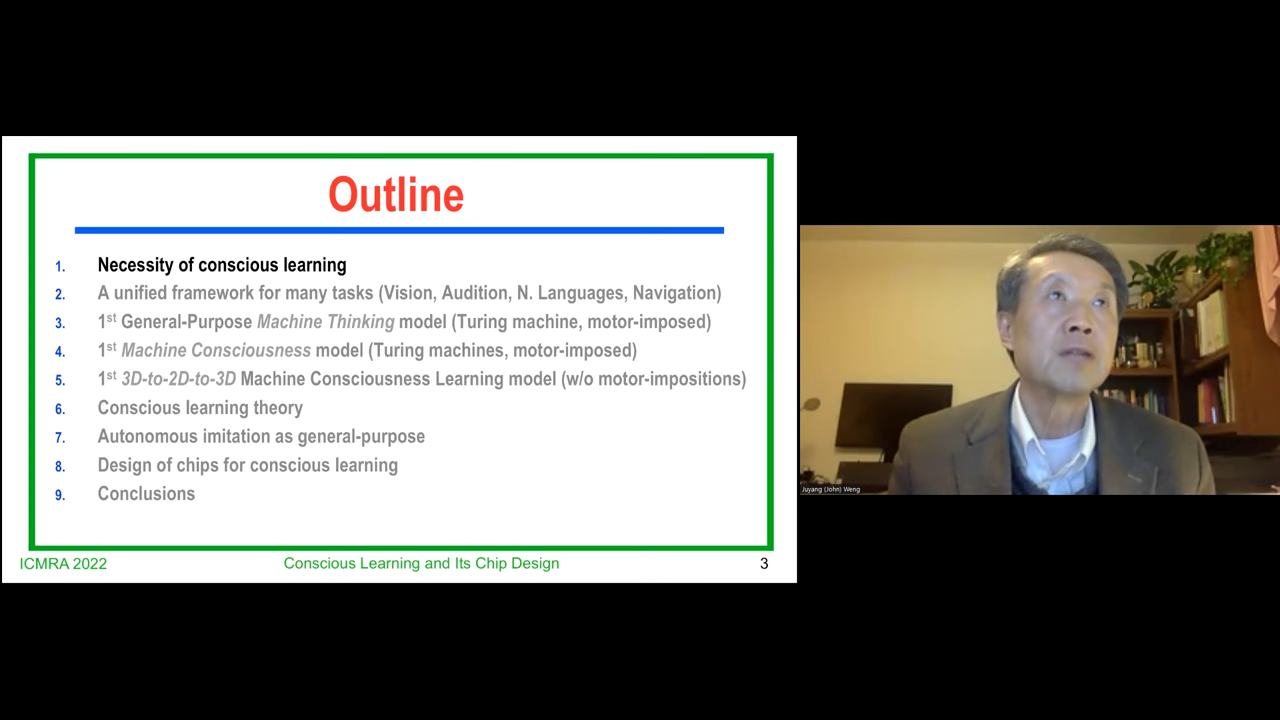 Outline
1. Necessity of conscious learning
2. A unified framework for many tasks (Vision, Audition, N. Languages, Navigation)
3. 1st General-Purpose Machine Thinking model (Turing machine, motor-imposed)
4. 1st Machine Consciousness model (Turing machines, motor-imposed)
5. 1st 3D-to-2D-to-3D Machine Consciousness Learning model (w/o motor-impositions)
6. Conscious learning theory
7. Autonomous imitation as general-purpose
8. Design of chips for conscious learning
9. Conclusions
ICMRA 2022 Conscious Learning and Its Chip Design 3
Juyang (John) Weng